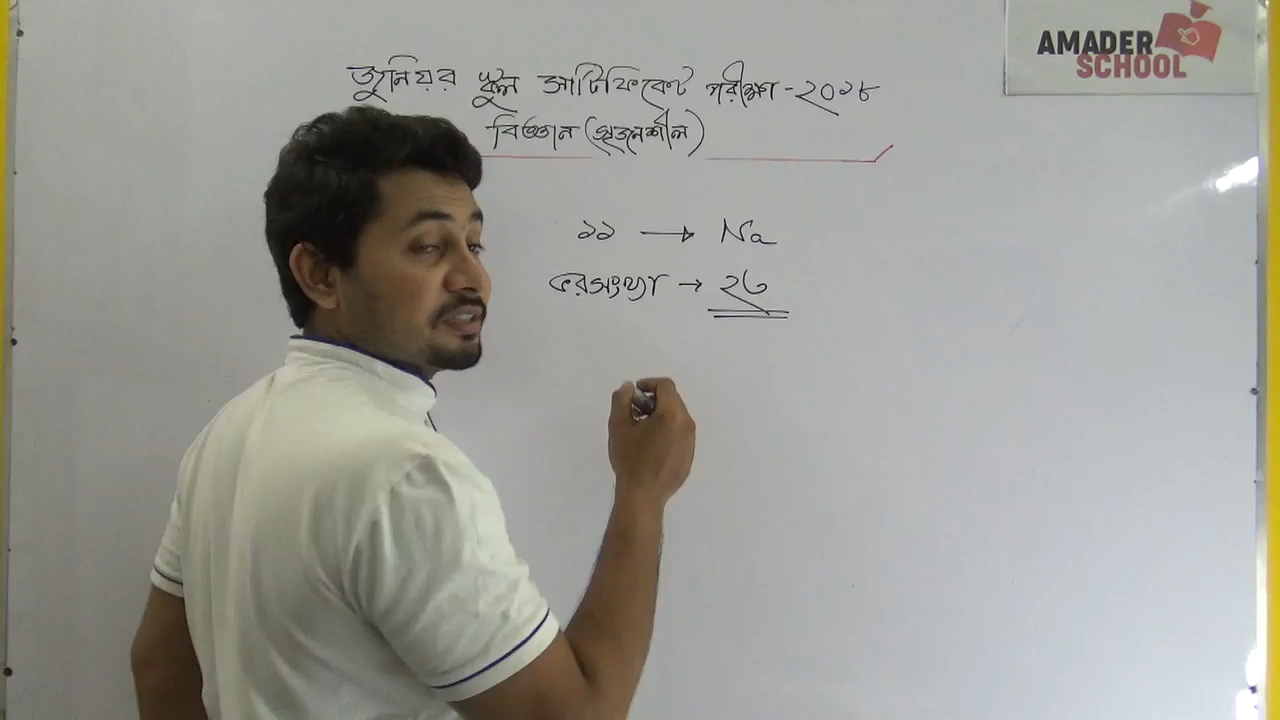 AMADER
SCHOOL
জুনিয়র স্কুল সার্টিফিকেট পরীক্ষা-২০১৮
বিজ্ঞান (সৃজনশীল)
১১ → Na
ভরসংখ্যা → ২৩